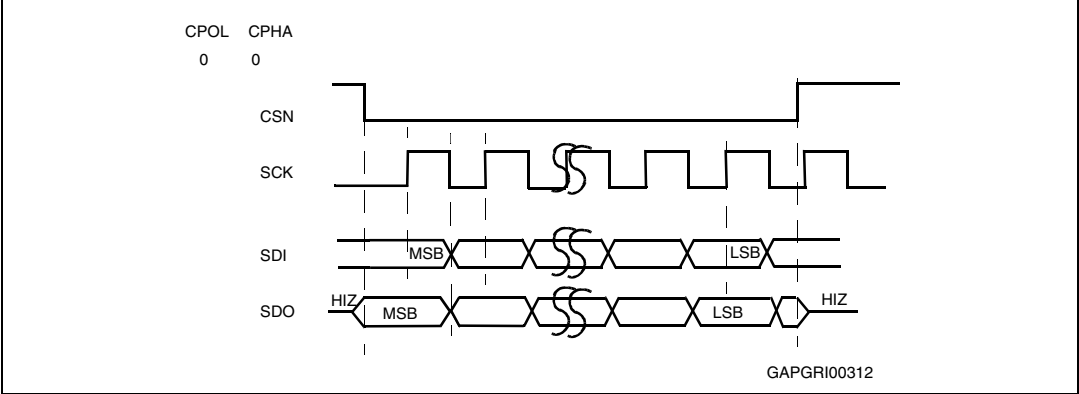 CPOL CPHA
0 0
CSN
SCK
SDI MSB LSB
HIZ HIZ
SDO MSB LSB
GAPGRI00312